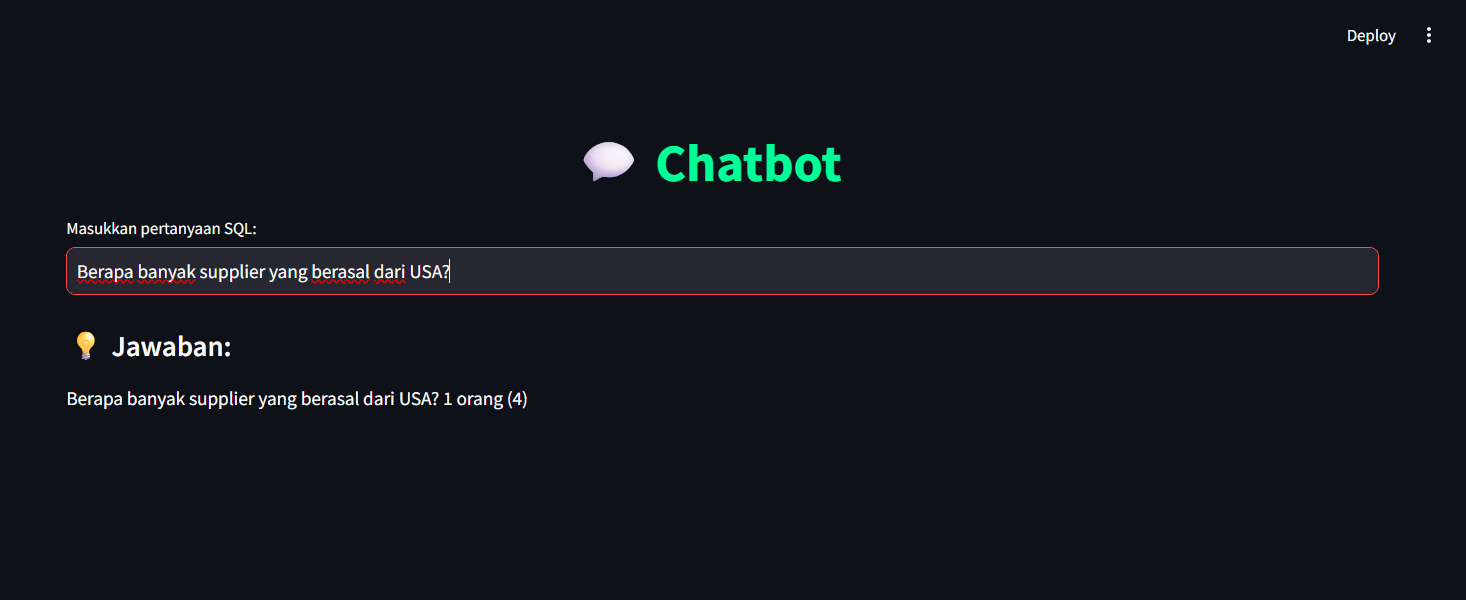 Deploy
Chatbot
Masukkan pertanyaan SQL:
Berapa banyak supplier yang berasal dari USA?
Jawaban:
Berapa banyak supplier yang berasal dari USA? 1 orang (4)